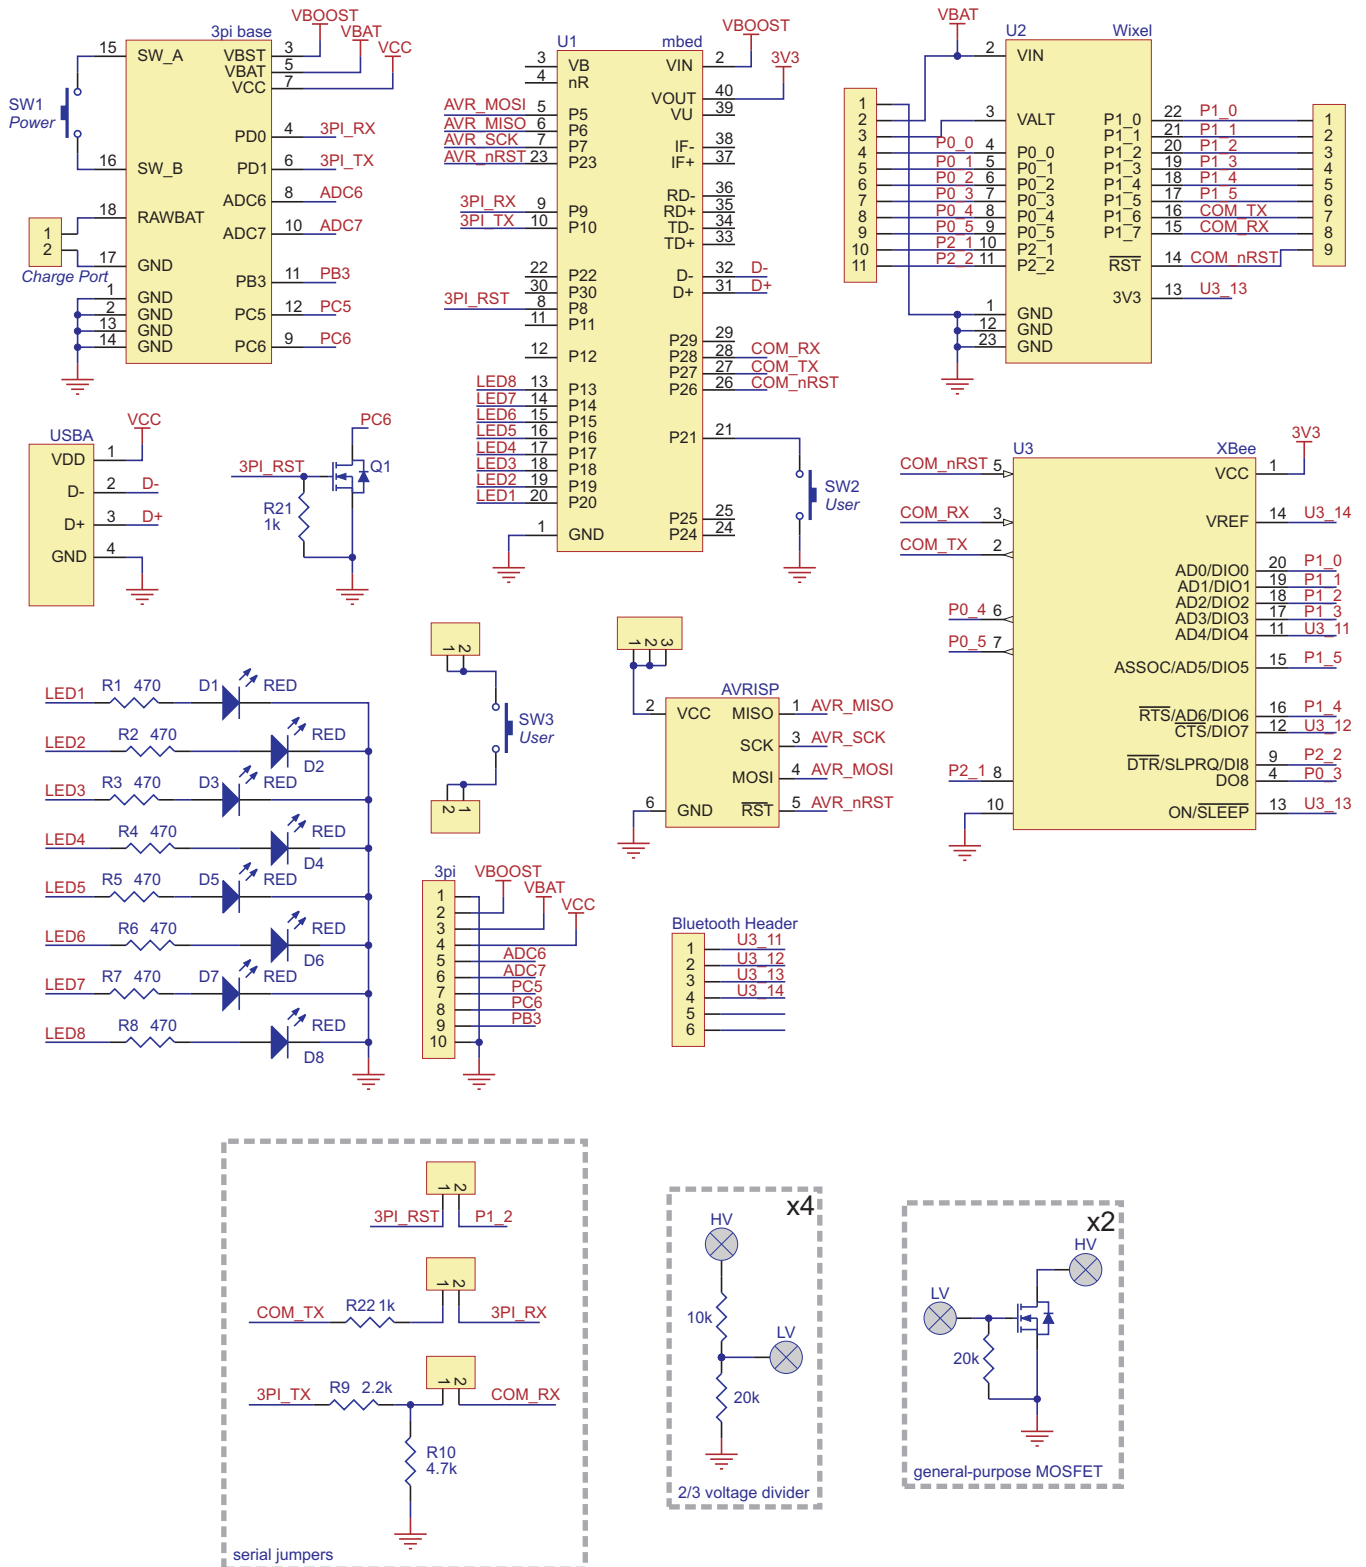 3pi base
VBOOST
VBAT
VCC
15 SW_A
16 SW_B
18 RAWBAT
17 GND
1 GND
2 GND
13 GND
14 GND
VBST 3
VBAT 5
VCC 7
PD0 4 3PI_RX
PD1 6 3PI_TX
ADC6 8 ADC6
ADC7 10 ADC7
PB3 11 PB3
PC5 12 PC5
PC6 9 PC6
SW1
Power
1
2
Charge Port
U1 mbed
VBOOST
3V3
3 VB
4 nR
AVR_MOSI 5 P5
AVR_MISO 6 P6
AVR_SCK 7 P7
AVR_nRST 23 P23
3PI_RX 9 P9
3PI_TX 10 P10
22 P22
30 P30
3PI_RST 8 P8
11 P11
12 P12
LED8 13 P13
LED7 14 P14
LED6 15 P15
LED5 16 P16
LED4 17 P17
LED3 18 P18
LED2 19 P19
LED1 20 P20
1 GND
VIN 2
VOUT 40
VU 39
IF- 38
IF+ 37
RD- 36
RD+ 35
TD- 34
TD+ 33
D- 32 D-
D+ 31 D+
P29 29
P28 28 COM_RX
P27 27 COM_TX
P26 26 COM_nRST
P21 21
P25 25
P24 24
SW2
User
VBAT
U2 Wixel
1
2
3
4
5
6
7
8
9
10
11
2 VIN
3 VALT
P0_0 4 P0_0
P0_1 5 P0_1
P0_2 6 P0_2
P0_3 7 P0_3
P0_4 8 P0_4
P0_5 9 P0_5
P2_1 10 P2_1
P2_2 11 P2_2
1 GND
12 GND
23 GND
P1_0 22 P1_0
P1_1 21 P1_1
P1_2 20 P1_2
P1_3 19 P1_3
P1_4 18 P1_4
P1_5 17 P1_5
P1_6 16 COM_TX
P1_7 15 COM_RX
RST 14 COM_nRST
3V3 13 U3_13
1
2
3
4
5
6
7
8
9
USBA
VCC
VDD 1
D- 2 D-
D+ 3 D+
GND 4
PC6
3PI_RST
Q1
R21
1k
U3 XBee
3V3
COM_nRST 5
COM_RX 3
COM_TX 2
P0_4 6
P0_5 7
P2_1 8
10
VCC 1
VREF 14 U3_14
AD0/DIO0 20 P1_0
AD1/DIO1 19 P1_1
AD2/DIO2 18 P1_2
AD3/DIO3 17 P1_3
AD4/DIO4 11 U3_11
ASSOC/AD5/DIO5 15 P1_5
RTS/AD6/DIO6 16 P1_4
CTS/DIO7 12 U3_12
DTR/SLPRQ/DI8 9 P2_2
DO8 4 P0_3
ON/SLEEP 13 U3_13
LED1 R1 470 D1 RED
LED2 R2 470 D2 RED
LED3 R3 470 D3 RED
LED4 R4 470 D4 RED
LED5 R5 470 D5 RED
LED6 R6 470 D6 RED
LED7 R7 470 D7 RED
LED8 R8 470 D8 RED
1 2
SW3
User
2 1
1 2 3
AVRISP
2 VCC
6 GND
MISO 1 AVR_MISO
SCK 3 AVR_SCK
MOSI 4 AVR_MOSI
RST 5 AVR_nRST
3pi
VBOOST
VBAT
VCC
1
2
3
4
5 ADC6
6 ADC7
7 PC5
8 PC6
9 PB3
10
Bluetooth Header
1 U3_11
2 U3_12
3 U3_13
4 U3_14
5
6
1 2
3PI_RST P1_2
1 2
COM_TX R22 1k 3PI_RX
1 2
3PI_TX R9 2.2k COM_RX
R10
4.7k
serial jumpers
x4
HV
10k
LV
20k
2/3 voltage divider
x2
HV
LV
20k
general-purpose MOSFET